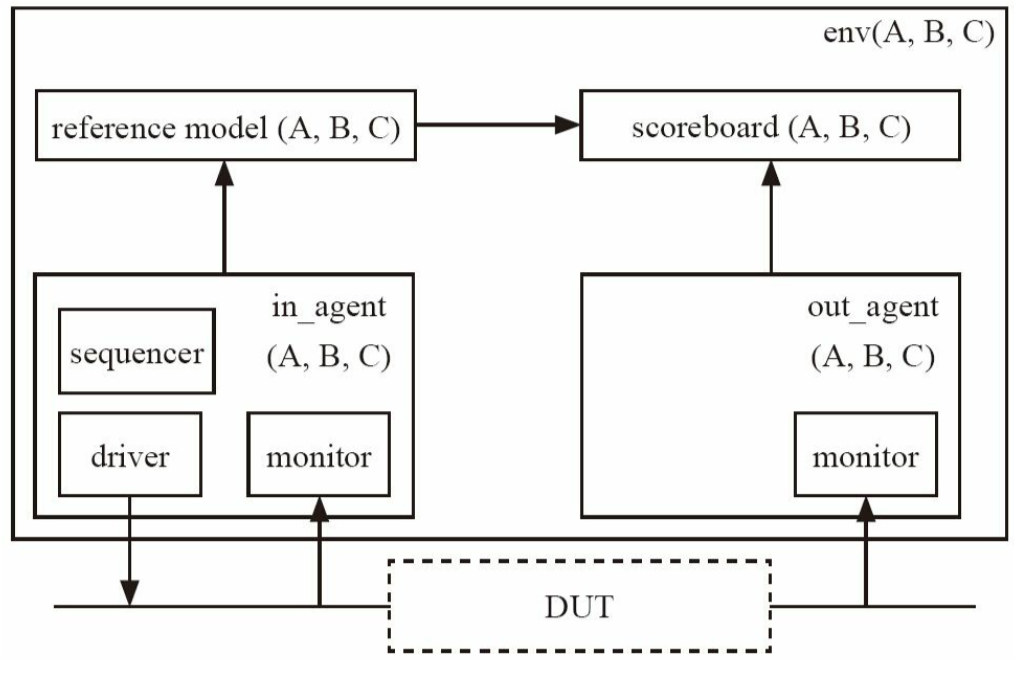 env(A, B, C)
reference model (A, B, C)
scoreboard (A, B, C)
in_agent
(A, B, C)
sequencer
driver
monitor
out_agent
(A, B, C)
monitor
DUT